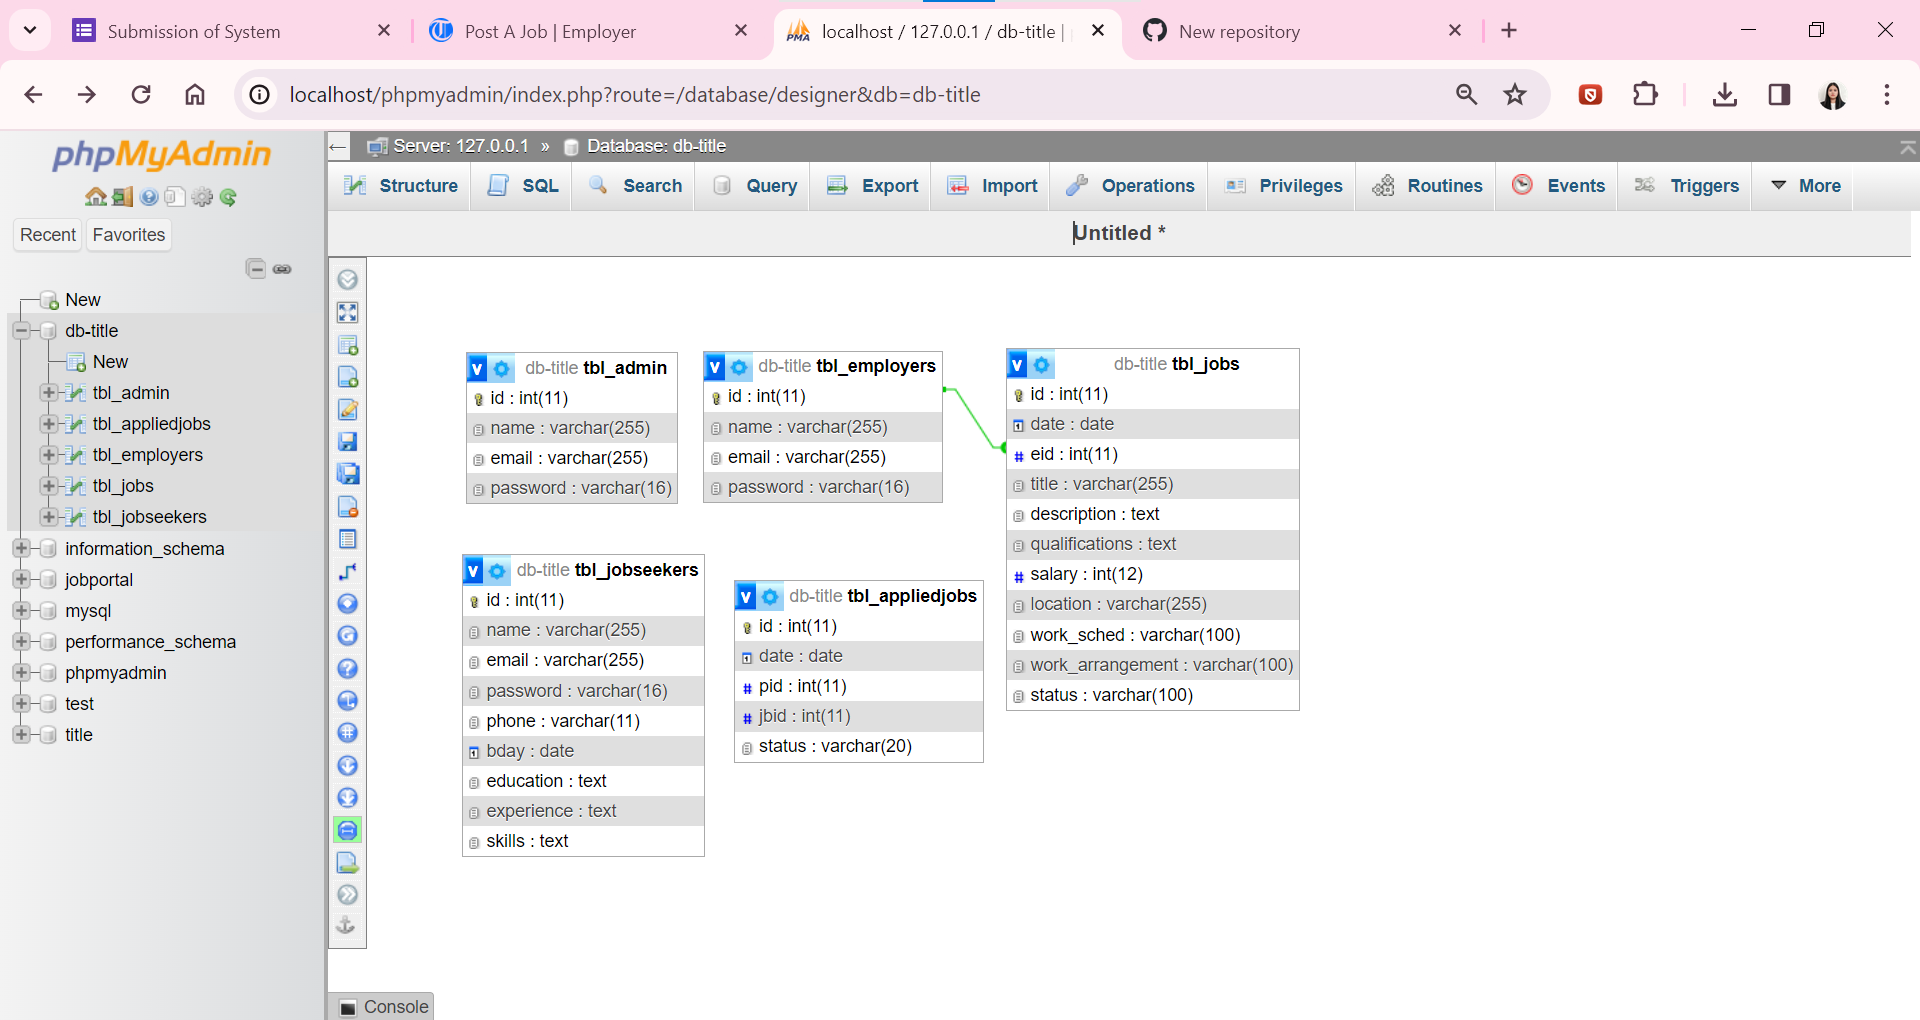 Submission of System
Post A Job | Employer
localhost / 127.0.0.1 / db-title |
New repository
localhost/phpmyadmin/index.php?route=/database/designer&db=db-title
phpMyAdmin
Recent
Favorites
New
db-title
New
tbl_admin
tbl_appliedjobs
tbl_employers
tbl_jobs
tbl_jobseekers
information_schema
jobportal
mysql
performance_schema
phpmyadmin
test
title
Server: 127.0.0.1 » Database: db-title
Structure SQL Search Query Export Import Operations Privileges Routines Events Triggers More
Untitled *
db-title tbl_admin
id : int(11)
name : varchar(255)
email : varchar(255)
password : varchar(16)
db-title tbl_employers
id : int(11)
name : varchar(255)
email : varchar(255)
password : varchar(16)
db-title tbl_jobs
id : int(11)
date : date
eid : int(11)
title : varchar(255)
description : text
qualifications : text
salary : int(12)
location : varchar(255)
work_sched : varchar(100)
work_arrangement : varchar(100)
status : varchar(100)
db-title tbl_jobseekers
id : int(11)
name : varchar(255)
email : varchar(255)
password : varchar(16)
phone : varchar(11)
bday : date
education : text
experience : text
skills : text
db-title tbl_appliedjobs
id : int(11)
date : date
pid : int(11)
jbid : int(11)
status : varchar(20)
Console